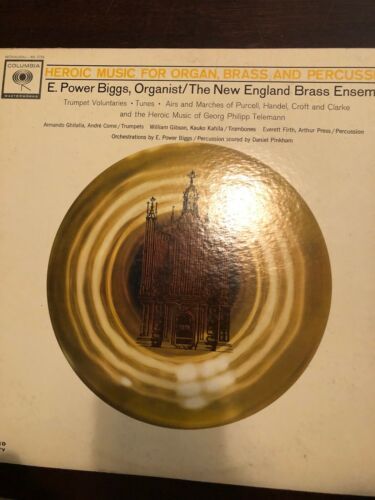 COLUMBIA
MASTERWORKS
HEROIC MUSIC FOR ORGAN, BRASS, AND PERCUSSI
E. Power Biggs, Organist/The New England Brass Ensem
Trumpet Voluntaries • Tunes • Airs and Marches of Purcell, Handel, Croft and Clarke
and the Heroic Music of Georg Philipp Telemann
Armando Ghitalla, André Come/Trumpets William Gibson, Kauko Kahila/Trombones Everett Firth, Arthur Press/Percussion
Orchestrations by E. Power Biggs/Percussion scored by Daniel Pinkham